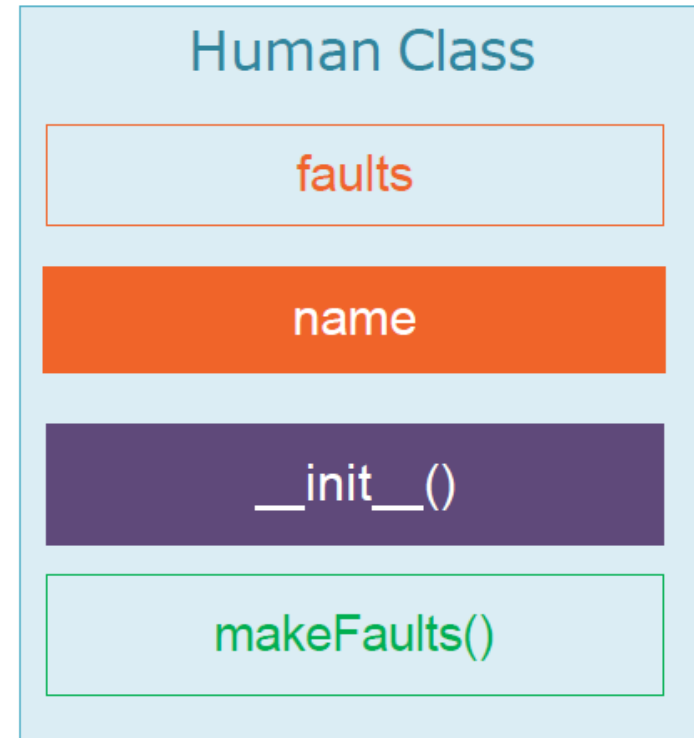 Human Class
faults
name
__init__()
makeFaults()